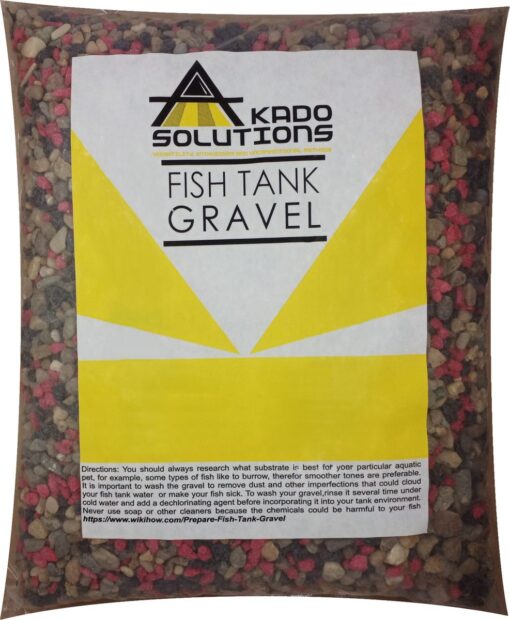 AKADO
SOLUTIONS
FISH TANK
GRAVEL
Directions: You should always research what substrate is best for your particular aquatic
pet, for example, some types of fish like to burrow, therefor smoother tones are preferable.
It is important to wash the gravel to remove dust and other imperfections that could cloud
your fish tank water or make your fish sick. To wash your gravel,rinse it several time under
cold water and add a dechlorinating agent before incorporating it into your tank environment.
Never use soap or other cleaners because the chemicals could be harmful to your fish
https://www.wikihow.com/Prepare-Fish-Tank-Gravel